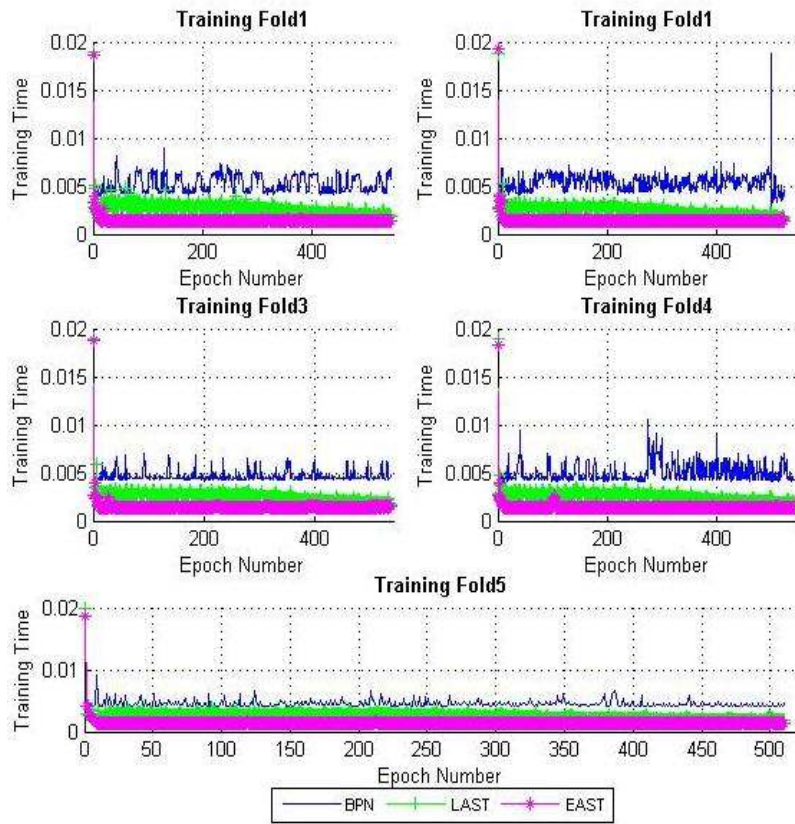 Training Fold1
0.02
0.015
0.01
0.005
0
Training Time
0 200 400
Epoch Number
Training Fold1
0.02
0.015
0.01
0.005
0
Training Time
0 200 400
Epoch Number
Training Fold3
0.02
0.015
0.01
0.005
0
Training Time
0 200 400
Epoch Number
Training Fold4
0.02
0.015
0.01
0.005
0
Training Time
0 200 400
Epoch Number
Training Fold5
0.02
0.01
0
Training Time
0 50 100 150 200 250 300 350 400 450 500
Epoch Number
BPN LAST EAST